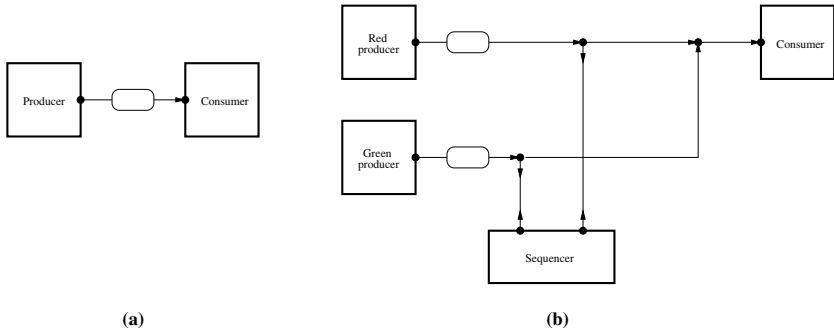 Producer
Consumer
(a)
Red
producer
Green
producer
Consumer
Sequencer
(b)